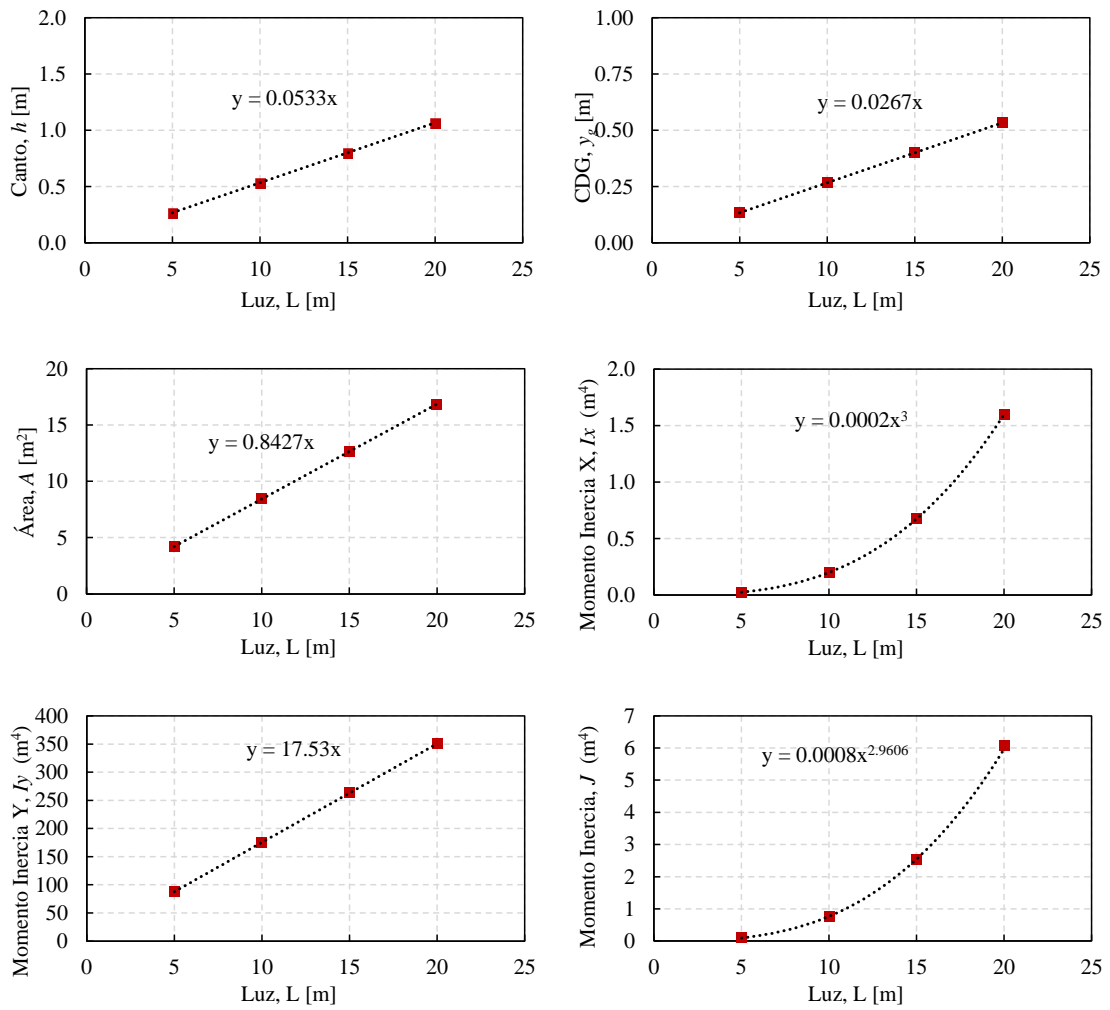 Canto, h [m]
2.0
1.5
1.0
0.5
0.0
y = 0.0533x
0 5 10 15 20 25
Luz, L [m]
CDG, y_g [m]
1.00
0.75
0.50
0.25
0.00
y = 0.0267x
0 5 10 15 20 25
Luz, L [m]
Área, A [m²]
20
15
10
5
0
y = 0.8427x
0 5 10 15 20 25
Luz, L [m]
Momento Inercia X, Ix (m⁴)
2.0
1.5
1.0
0.5
0.0
y = 0.0002x³
0 5 10 15 20 25
Luz, L [m]
Momento Inercia Y, Iy (m⁴)
400
350
300
250
200
150
100
50
0
y = 17.53x
0 5 10 15 20 25
Luz, L [m]
Momento Inercia, J (m⁴)
7
6
5
4
3
2
1
0
y = 0.0008x²·⁹⁶⁰⁶
0 5 10 15 20 25
Luz, L [m]